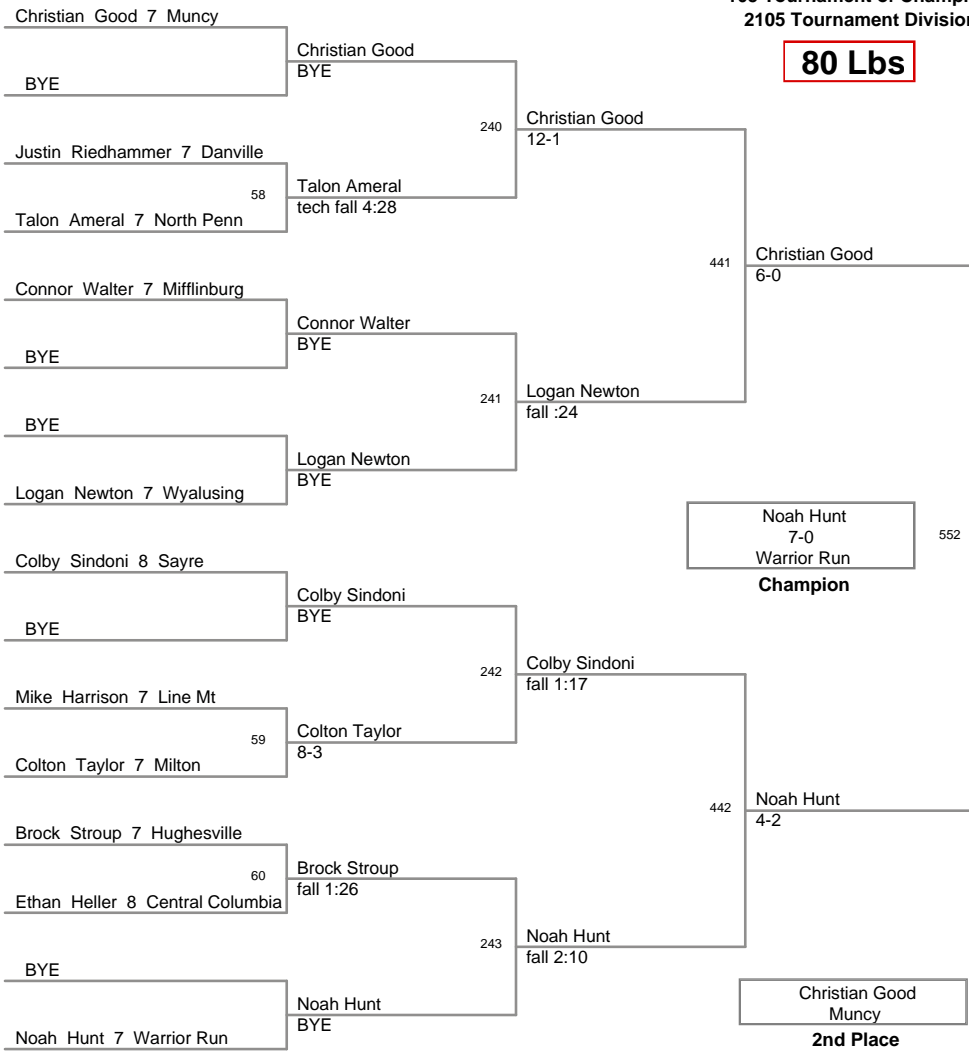 2105 Tournament Division
80 Lbs
Christian Good 7 Muncy
BYE
Christian Good
BYE
240
Christian Good
12-1
Justin Riedhammer 7 Danville
58
Talon Ameral 7 North Penn
Talon Ameral
tech fall 4:28
441
Christian Good
6-0
Connor Walter 7 Mifflinburg
BYE
Connor Walter
BYE
241
Logan Newton
fall :24
BYE
Logan Newton 7 Wyalusing
Logan Newton
BYE
Noah Hunt
7-0
Warrior Run
552
Champion
Colby Sindoni 8 Sayre
BYE
Colby Sindoni
BYE
242
Colby Sindoni
fall 1:17
Mike Harrison 7 Line Mt
59
Colton Taylor 7 Milton
Colton Taylor
8-3
442
Noah Hunt
4-2
Brock Stroup 7 Hughesville
60
Ethan Heller 8 Central Columbia
Brock Stroup
fall 1:26
243
Noah Hunt
fall 2:10
BYE
Noah Hunt 7 Warrior Run
Noah Hunt
BYE
Christian Good
Muncy
2nd Place